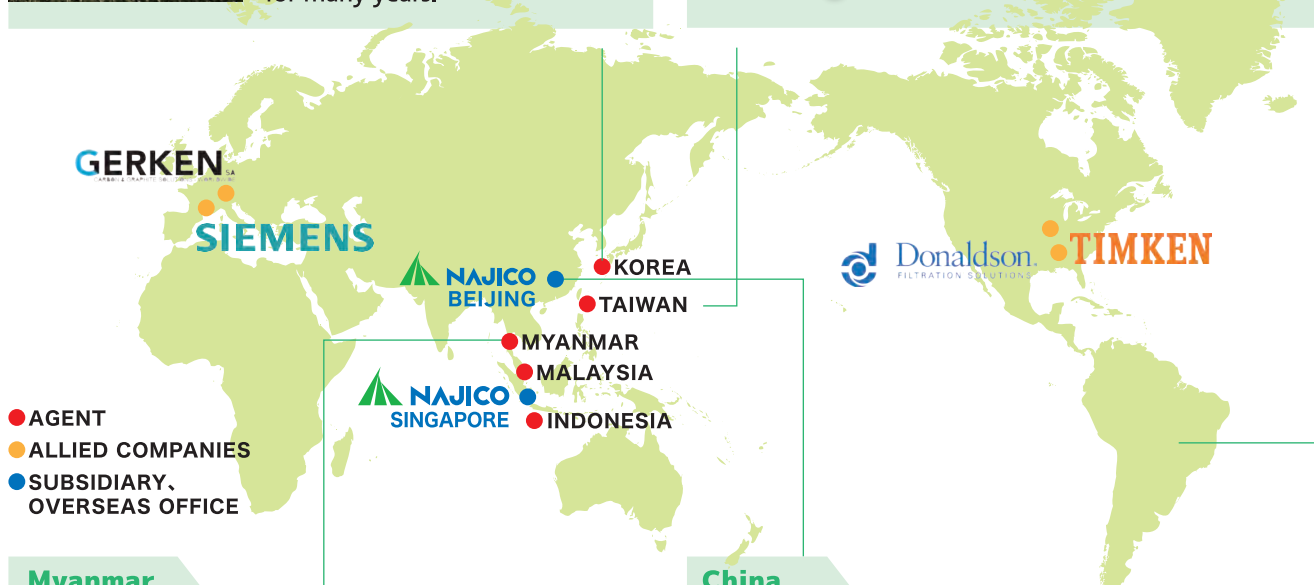 for many years.
GERKEN SA
SIEMENS
NAJICO
BEIJING
KOREA
TAIWAN
MYANMAR
MALAYSIA
NAJICO
SINGAPORE
INDONESIA
Donaldson.
FILTRATION SOLUTIONS
TIMKEN
AGENT
ALLIED COMPANIES
SUBSIDIARY、
OVERSEAS OFFICE
Myanmar
China